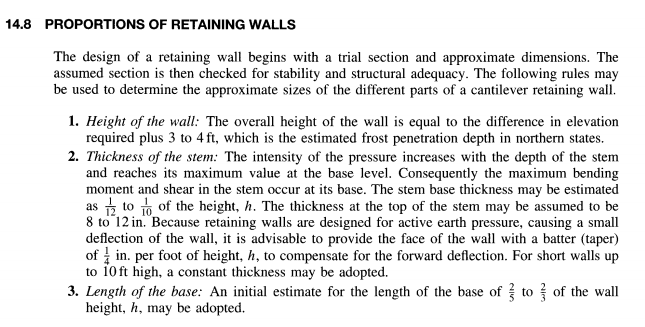 14.8 PROPORTIONS OF RETAINING WALLS
The design of a retaining wall begins with a trial section and approximate dimensions. The
assumed section is then checked for stability and structural adequacy. The following rules may
be used to determine the approximate sizes of the different parts of a cantilever retaining wall.
1. Height of the wall: The overall height of the wall is equal to the difference in elevation
required plus 3 to 4 ft, which is the estimated frost penetration depth in northern states.
2. Thickness of the stem: The intensity of the pressure increases with the depth of the stem
and reaches its maximum value at the base level. Consequently the maximum bending
moment and shear in the stem occur at its base. The stem base thickness may be estimated
as 1/12 to 1/10 of the height, h. The thickness at the top of the stem may be assumed to be
8 to 12 in. Because retaining walls are designed for active earth pressure, causing a small
deflection of the wall, it is advisable to provide the face of the wall with a batter (taper)
of 1/4 in. per foot of height, h, to compensate for the forward deflection. For short walls up
to 10 ft high, a constant thickness may be adopted.
3. Length of the base: An initial estimate for the length of the base of 2/5 to 2/3 of the wall
height, h, may be adopted.